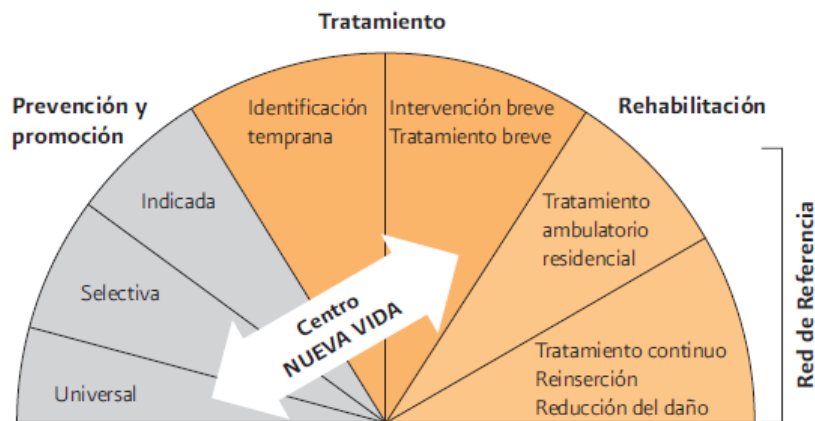 Tratamiento
Prevención y
promoción
Identificación
temprana
Intervención breve
Tratamiento breve
Rehabilitación
Indicada
Selectiva
Universal
Centro
NUEVA VIDA
Tratamiento
ambulatorio
residencial
Tratamiento continuo
Reinserción
Reducción del daño
Red de Referencia